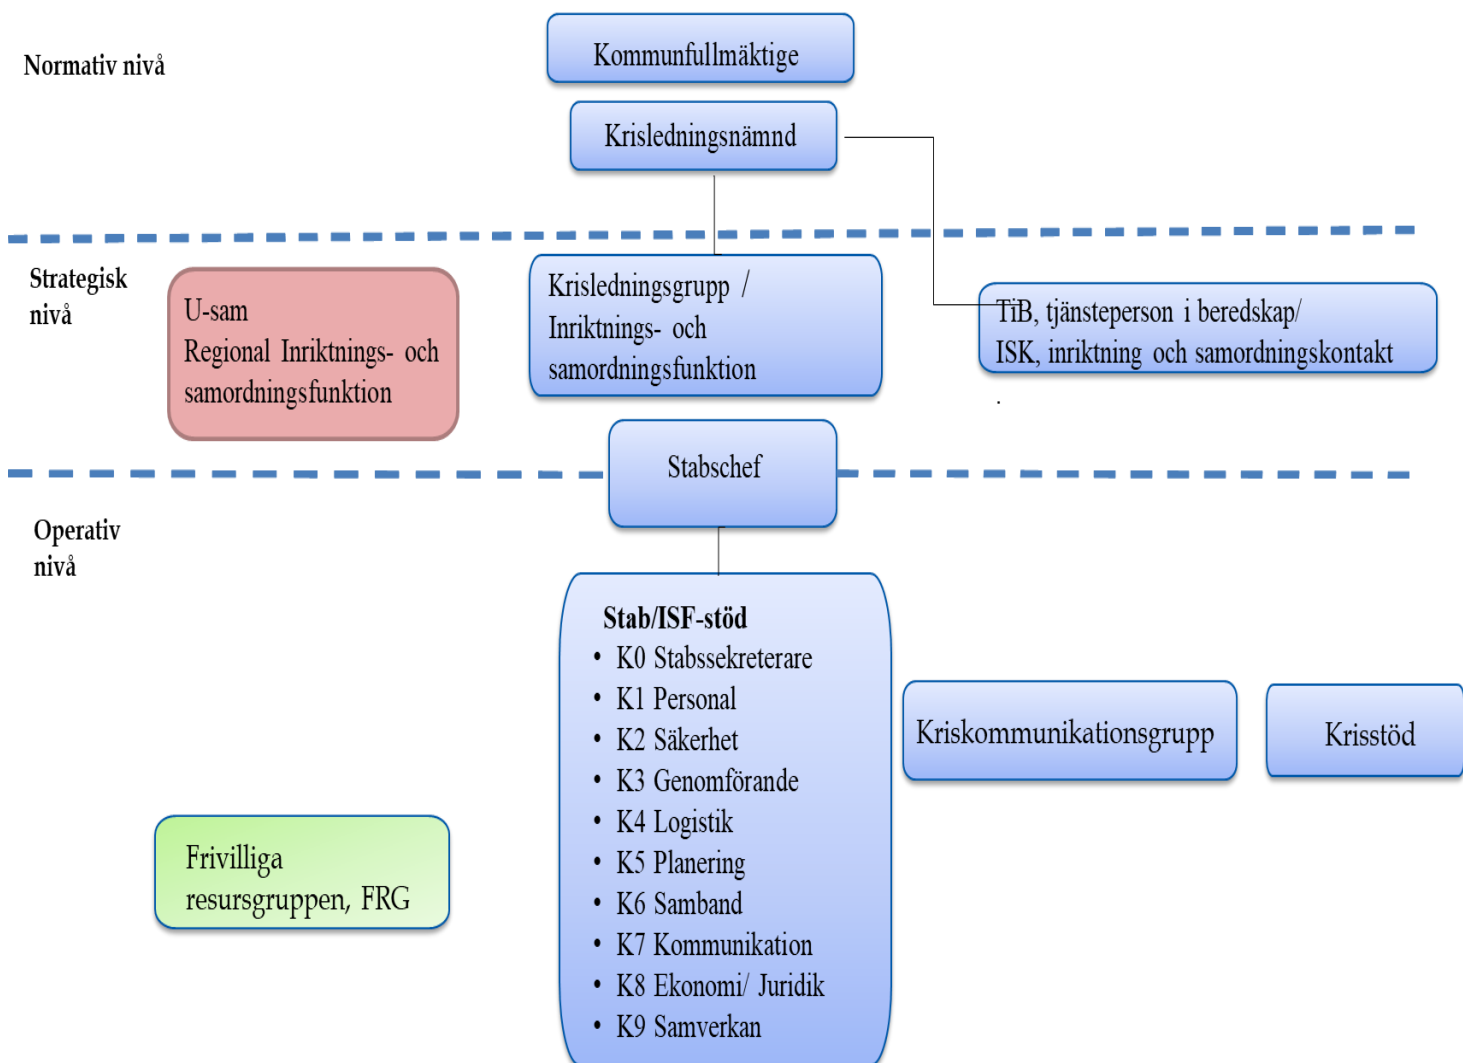 Normativ nivå
Kommunfullmäktige
Krisledningsnämnd
Strategisk
nivå
U-sam
Regional Inriktnings- och
samordningsfunktion
Krisledningsgrupp /
Inriktnings- och
samordningsfunktion
TiB, tjänsteperson i beredskap/
ISK, inriktning och samordningskontakt
.
Stabschef
Operativ
nivå
Stab/ISF-stöd
• K0 Stabssekreterare
• K1 Personal
• K2 Säkerhet
• K3 Genomförande
• K4 Logistik
• K5 Planering
• K6 Samband
• K7 Kommunikation
• K8 Ekonomi/ Juridik
• K9 Samverkan
Kriskommunikationsgrupp
Krisstöd
Frivilliga
resursgruppen, FRG